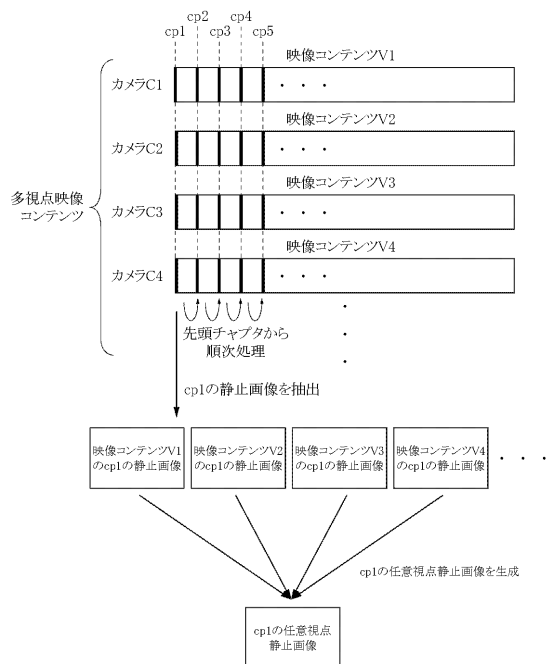 cp2 cp4
cp1 cp3 cp5
映像コンテンツV1
カメラC1
・ ・ ・
映像コンテンツV2
カメラC2
・ ・ ・
映像コンテンツV3
多視点映像
コンテンツ
カメラC3
・ ・ ・
映像コンテンツV4
カメラC4
・ ・ ・
先頭チャプタから
順次処理
cp1の静止画像を抽出
映像コンテンツV1
のcp1の静止画像
映像コンテンツV2
のcp1の静止画像
映像コンテンツV3
のcp1の静止画像
映像コンテンツV4
のcp1の静止画像
・ ・ ・
cp1の任意視点静止画像を生成
cp1の任意視点
静止画像